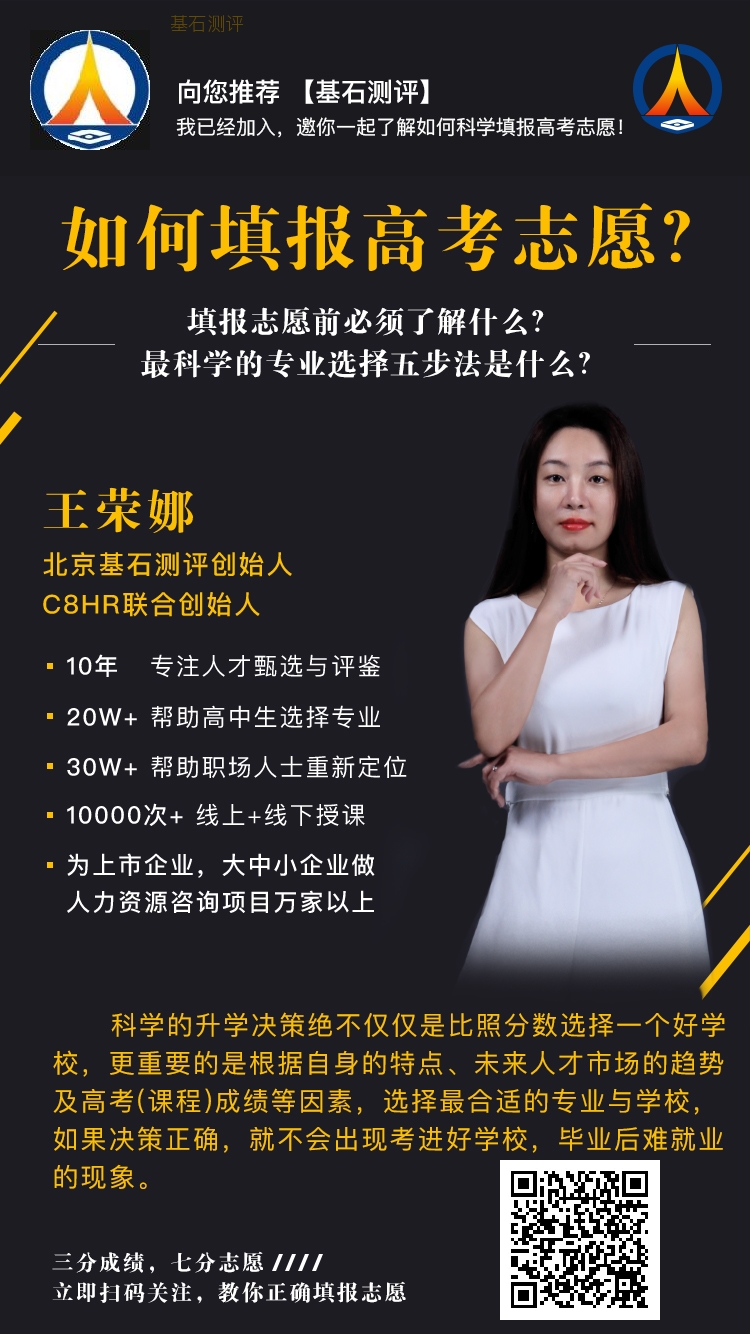 基石测评
向您推荐 【基石测评】
我已经加入，邀你一起了解如何科学填报高考志愿！
如何填报高考志愿？
填报志愿前必须了解什么？
最科学的专业选择五步法是什么？
王荣娜
北京基石测评创始人
C8HR联合创始人
10年 专注人才甄选与评鉴
20W+ 帮助高中生选择专业
30W+ 帮助职场人士重新定位
10000次+ 线上+线下授课
为上市企业，大中小企业做
人力资源咨询项目万家以上
科学的升学决策绝不仅仅是比照分数选择一个好学
校，更重要的是根据自身的特点、未来人才市场的趋势
及高考(课程)成绩等因素，选择最合适的专业与学校，
如果决策正确，就不会出现考进好学校，毕业后难就业
的现象。
三分成绩，七分志愿 ////
立即扫码关注，教你正确填报志愿